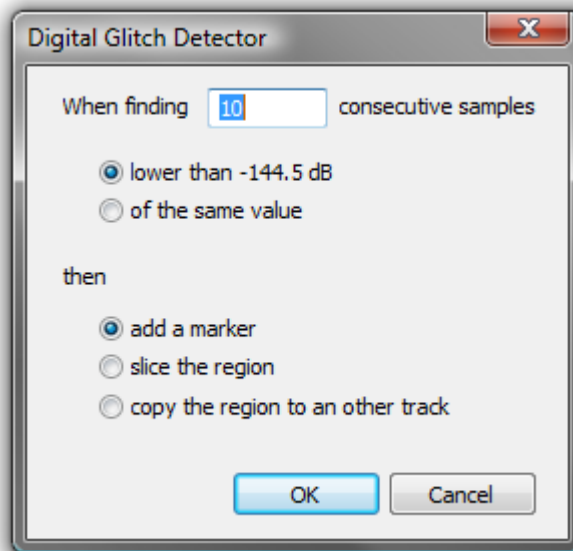 Digital Glitch Detector
When finding 10 consecutive samples
lower than -144.5 dB
of the same value
then
add a marker
slice the region
copy the region to an other track
OK Cancel